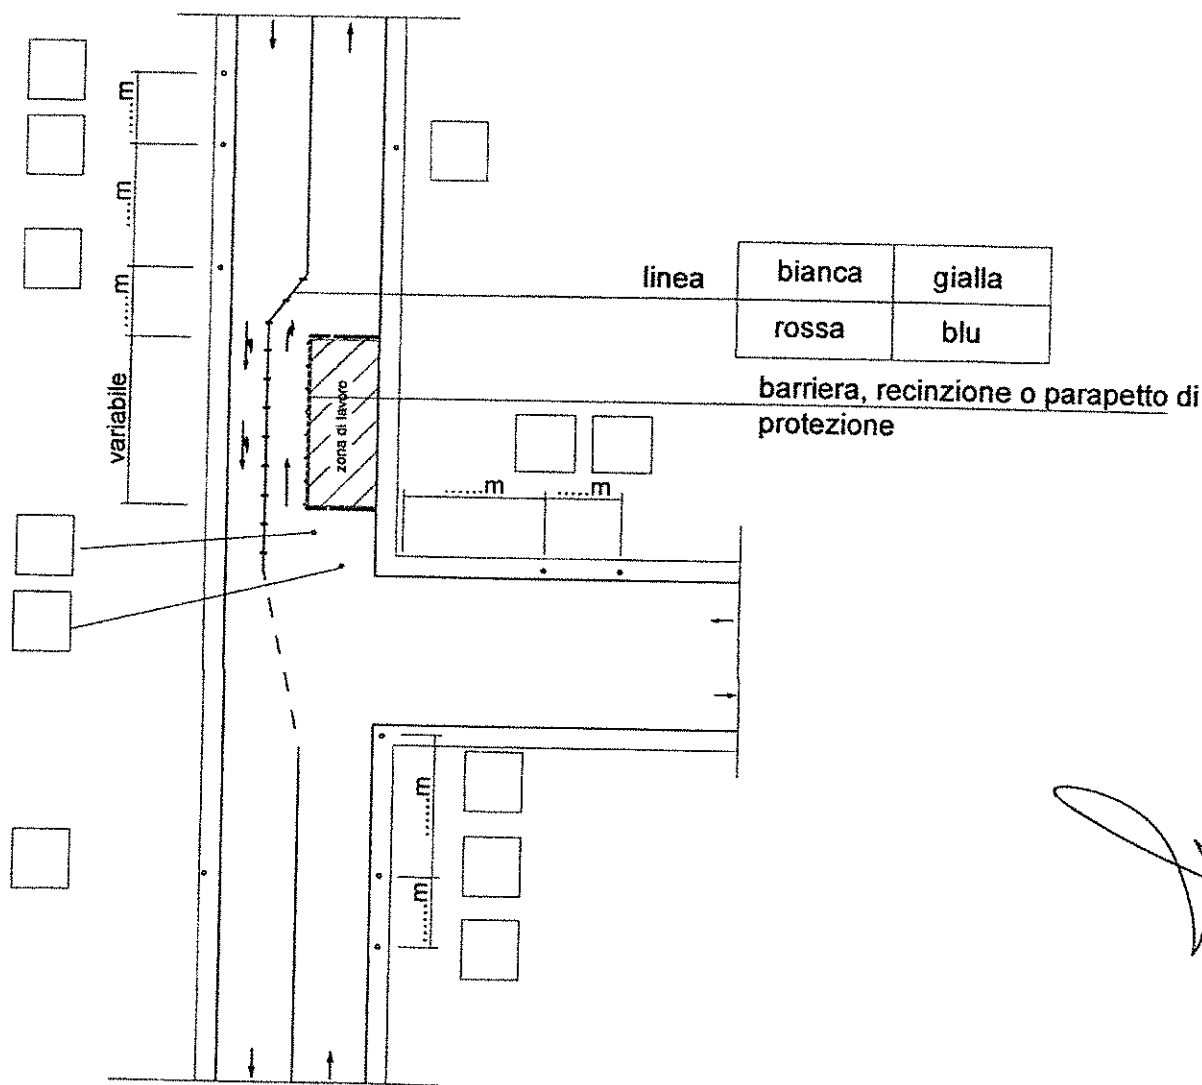 ......m
......m
......m
variabile
linea
bianca
gialla
rossa
blu
barriera, recinzione o parapetto di
protezione
zona di lavoro
......m
.....m
......m
......m